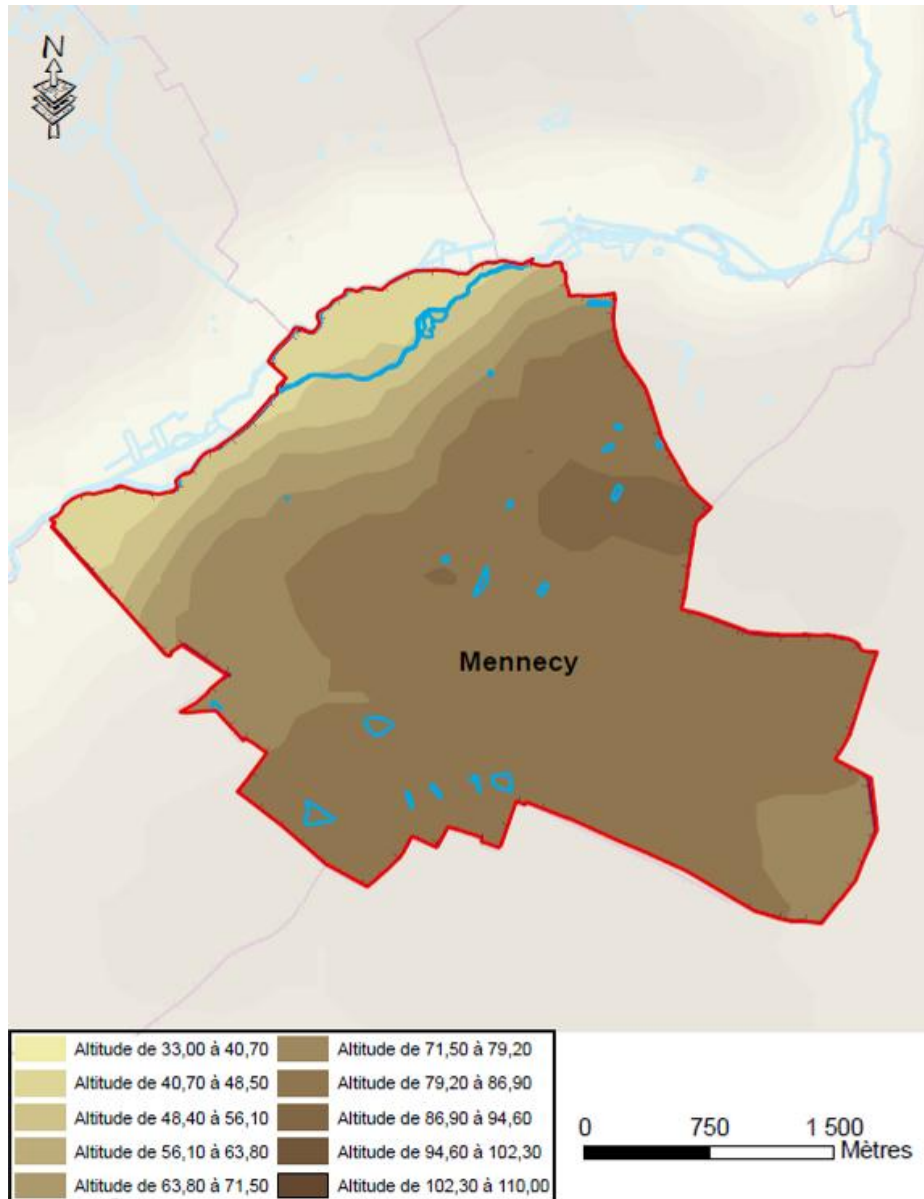 N
Mennecy
Altitude de 33,00 à 40,70
Altitude de 40,70 à 48,50
Altitude de 48,40 à 56,10
Altitude de 56,10 à 63,80
Altitude de 63,80 à 71,50
Altitude de 71,50 à 79,20
Altitude de 79,20 à 86,90
Altitude de 86,90 à 94,60
Altitude de 94,60 à 102,30
Altitude de 102,30 à 110,00
0 750 1 500
Mètres